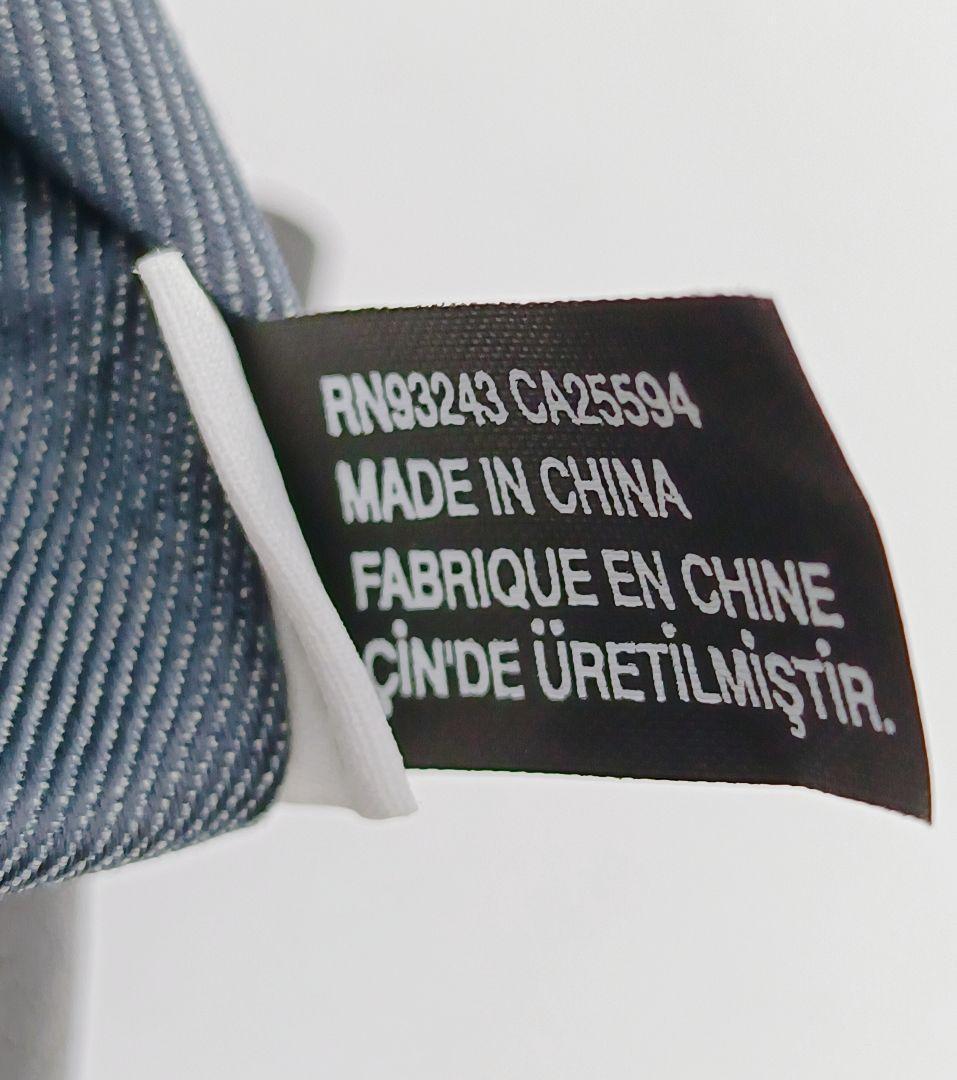 RN93243 CA25594
MADE IN CHINA
FABRIQUE EN CHINE
ÇİN'DE ÜRETİLMİŞTİR.